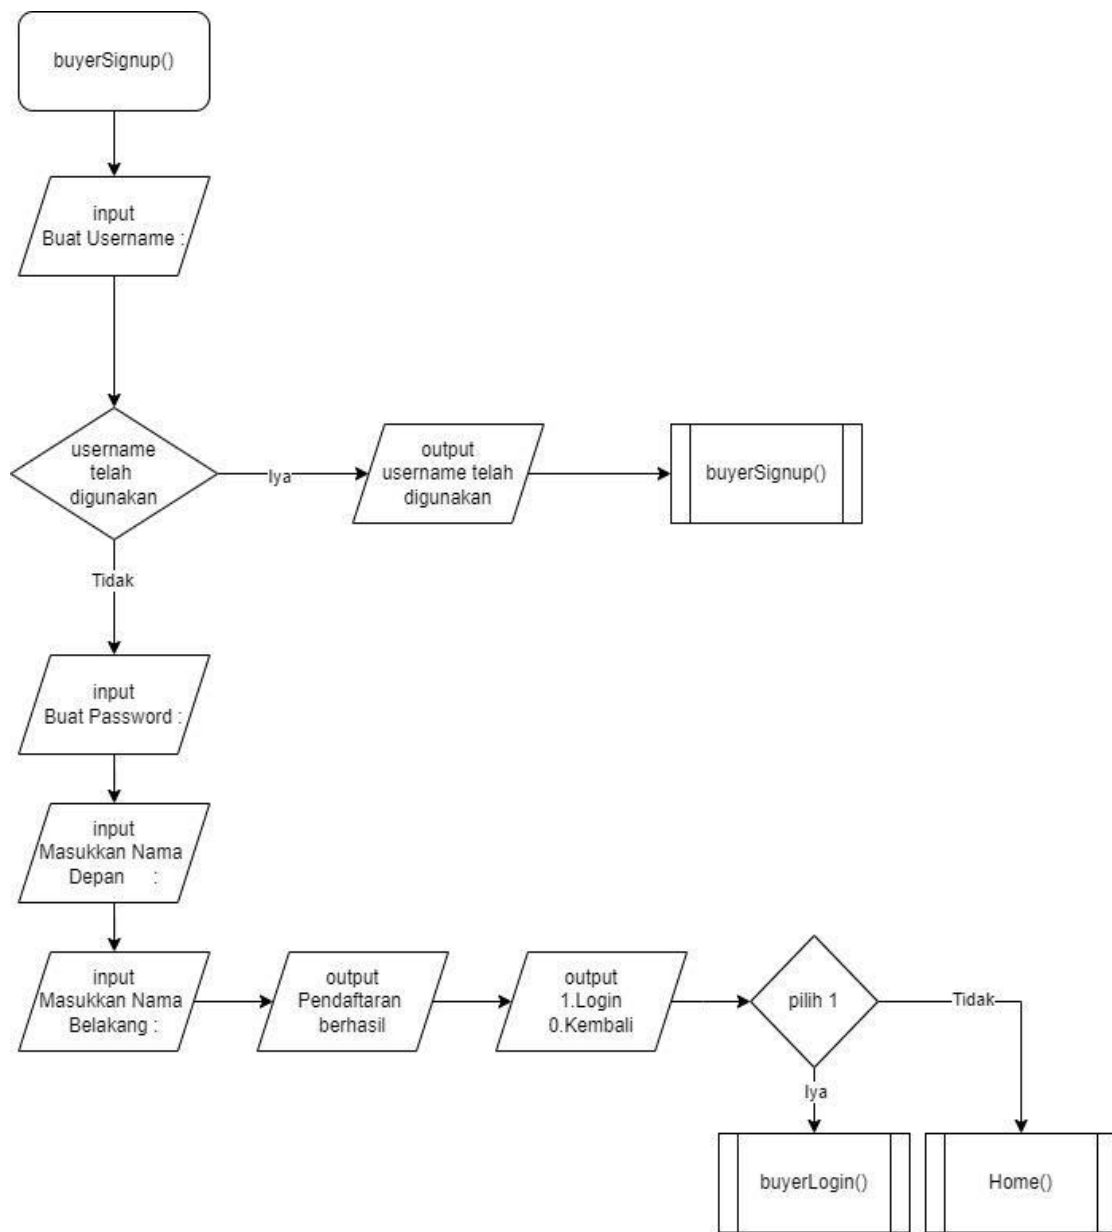 buyerSignup()
input
Buat Username :
username
telah
digunakan
Iya
output
username telah
digunakan
buyerSignup()
Tidak
input
Buat Password :
input
Masukkan Nama
Depan :
input
Masukkan Nama
Belakang :
output
Pendaftaran
berhasil
output
1.Login
0.Kembali
pilih 1
Tidak
Iya
buyerLogin()
Home()